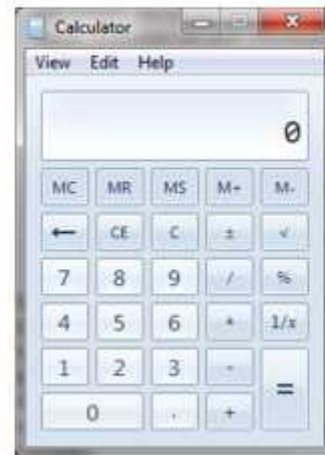 Calculator
View Edit Help
0
MC MR MS M+ M-
← CE C ± √
7 8 9 / %
4 5 6 * 1/x
1 2 3 - =
0 . +